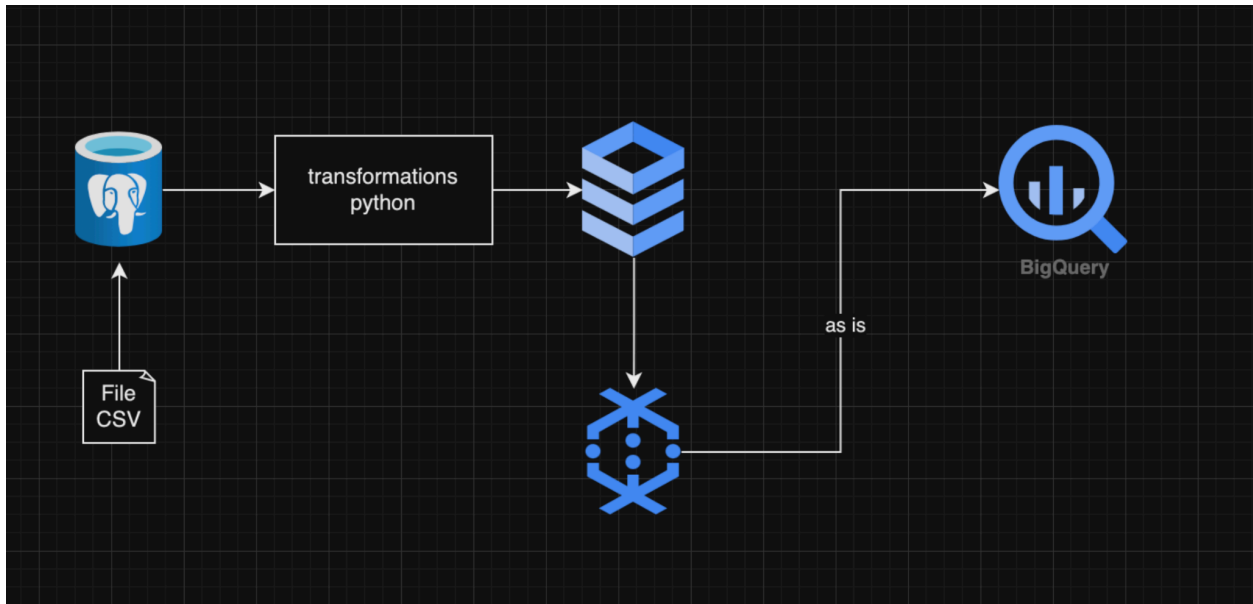 transformations
python
BigQuery
as is
File
CSV